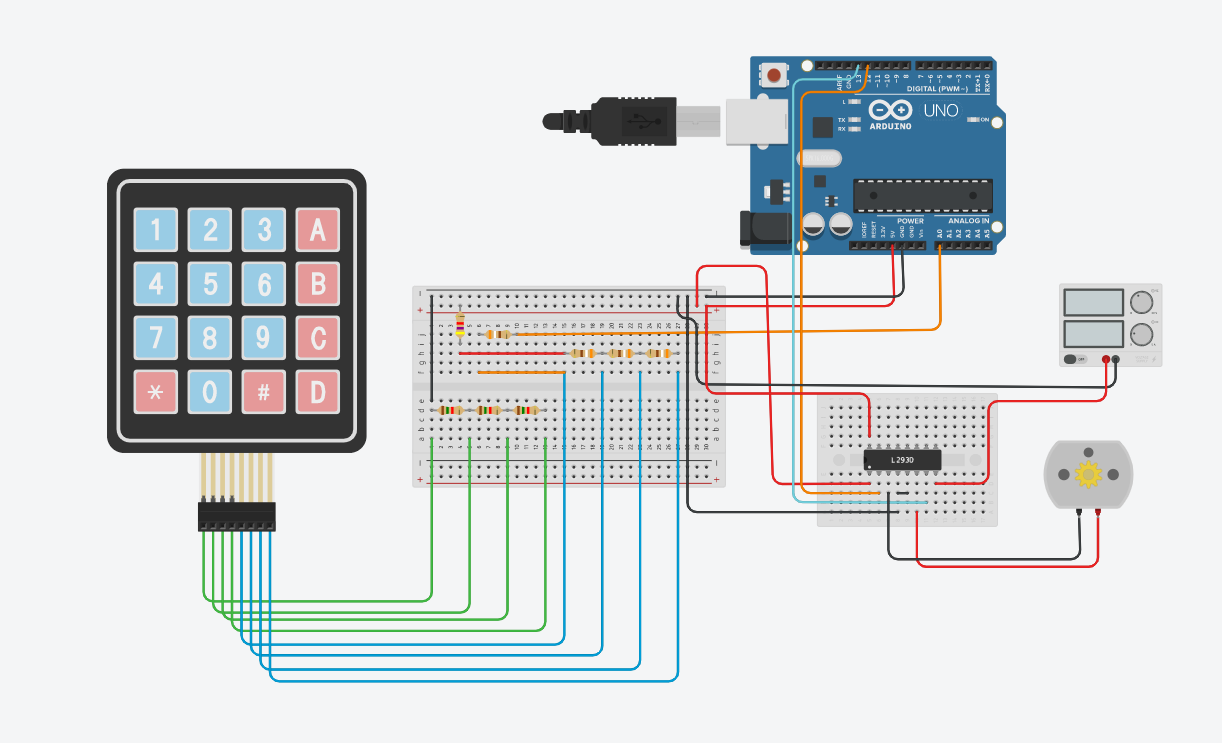 1 2 3 A
4 5 6 B
7 8 9 C
* 0 # D
AREF
GND
13
12
~11
~10
~9
8
7
~6
~5
4
~3
2
TX→1
RX←0
DIGITAL (PWM~)
L
TX
RX
ARDUINO
UNO
ON
POWER
ANALOG IN
IOREF
RESET
3.3V
5V
GND
GND
Vin
A0
A1
A2
A3
A4
A5
L293D
OFF